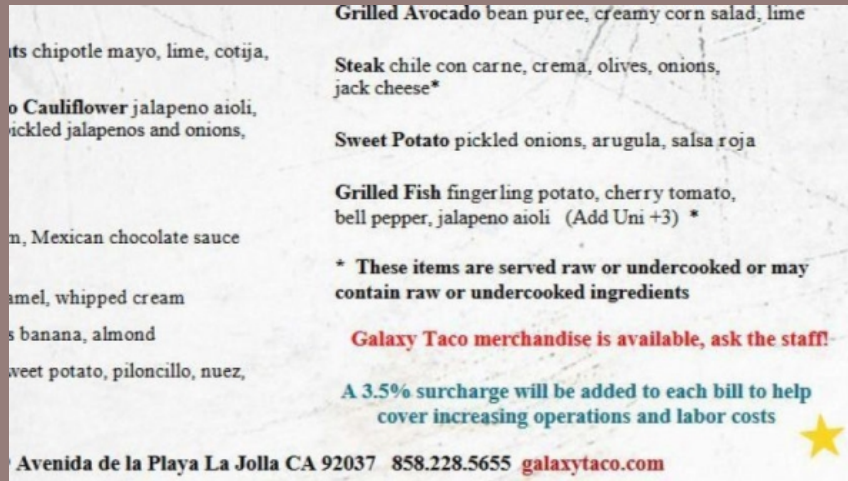 chipotle mayo, lime, cotija,
Cauliflower jalapeno aioli,
pickled jalapenos and onions,
Mexican chocolate sauce
whipped cream
banana, almond
potato, piloncillo, nuez,
Grilled Avocado bean puree, creamy corn salad, lime
Steak chile con carne, crema, olives, onions,
jack cheese*
Sweet Potato pickled onions, arugula, salsa roja
Grilled Fish fingerling potato, cherry tomato,
bell pepper, jalapeno aioli (Add Uni +3) *
* These items are served raw or undercooked or may
contain raw or undercooked ingredients
Galaxy Taco merchandise is available, ask the staff!
A 3.5% surcharge will be added to each bill to help
cover increasing operations and labor costs
Avenida de la Playa La Jolla CA 92037 858.228.5655 galaxytaco.com